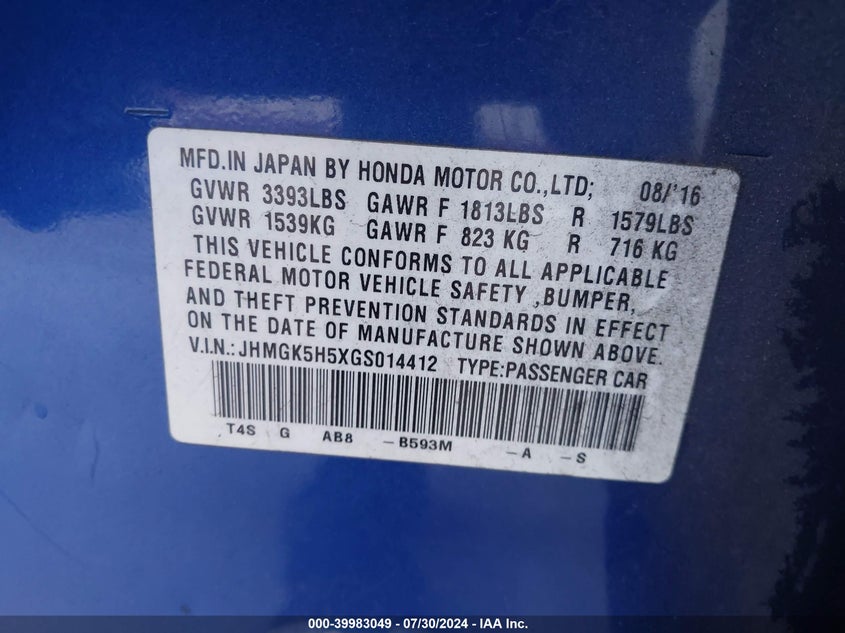 MFD.IN JAPAN BY HONDA MOTOR CO.,LTD; 08/'16
GVWR 3393LBS GAWR F 1813LBS R 1579LBS
GVWR 1539KG GAWR F 823 KG R 716 KG
THIS VEHICLE CONFORMS TO ALL APPLICABLE
FEDERAL MOTOR VEHICLE SAFETY ,BUMPER,
AND THEFT PREVENTION STANDARDS IN EFFECT
ON THE DATE OF MANUFACTURE SHOWN ABOVE.
V.I.N.:JHMGK5H5XGS014412 TYPE:PASSENGER CAR
T4S G AB8 -B593M -A -S
000-39983049 - 07/30/2024 - IAA Inc.